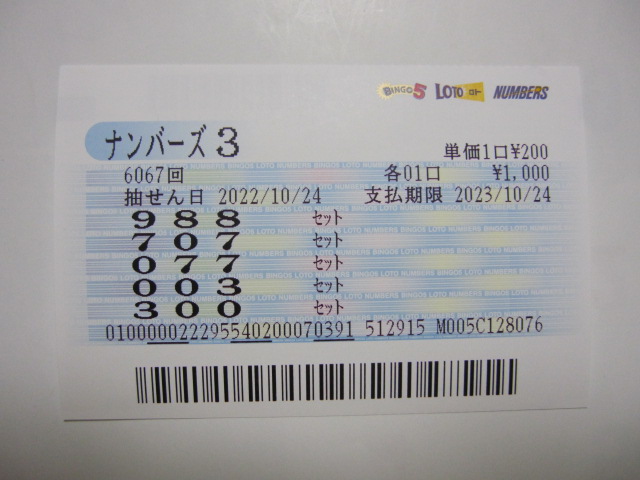 BINGO5 LOTO ロト NUMBERS
ナンバーズ3
単価1口¥200
6067回 各01口 ¥1,000
抽せん日 2022/10/24 支払期限 2023/10/24
988 セット
707 セット
077 セット
003 セット
300 セット
010000022295540200070391 512915 M005C128076